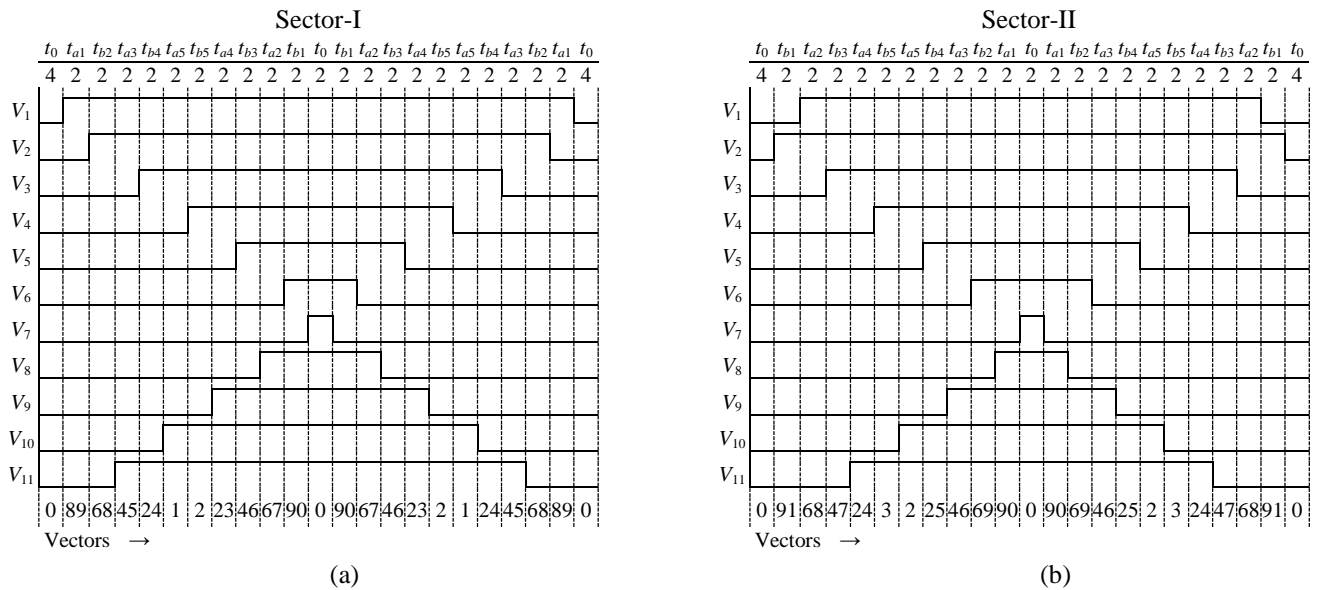 Sector-I
t0 ta1 tb2 ta3 tb4 ta5 tb5 ta4 tb3 ta2 tb1 t0 tb1 ta2 tb3 ta4 tb5 ta5 tb4 ta3 tb2 ta1 t0
4 2 2 2 2 2 2 2 2 2 2 2 2 2 2 2 2 2 2 2 2 2 4
V1
V2
V3
V4
V5
V6
V7
V8
V9
V10
V11
0 89 68 45 24 1 2 23 46 67 90 0 90 67 46 23 2 1 24 45 68 89 0
Vectors →
(a)
Sector-II
t0 tb1 ta2 tb3 ta4 tb5 ta5 tb4 ta3 tb2 ta1 t0 ta1 tb2 ta3 tb4 ta5 tb5 ta4 tb3 ta2 tb1 t0
4 2 2 2 2 2 2 2 2 2 2 2 2 2 2 2 2 2 2 2 2 2 4
V1
V2
V3
V4
V5
V6
V7
V8
V9
V10
V11
0 91 68 47 24 3 2 25 46 69 90 0 90 69 46 25 2 3 24 47 68 91 0
Vectors →
(b)